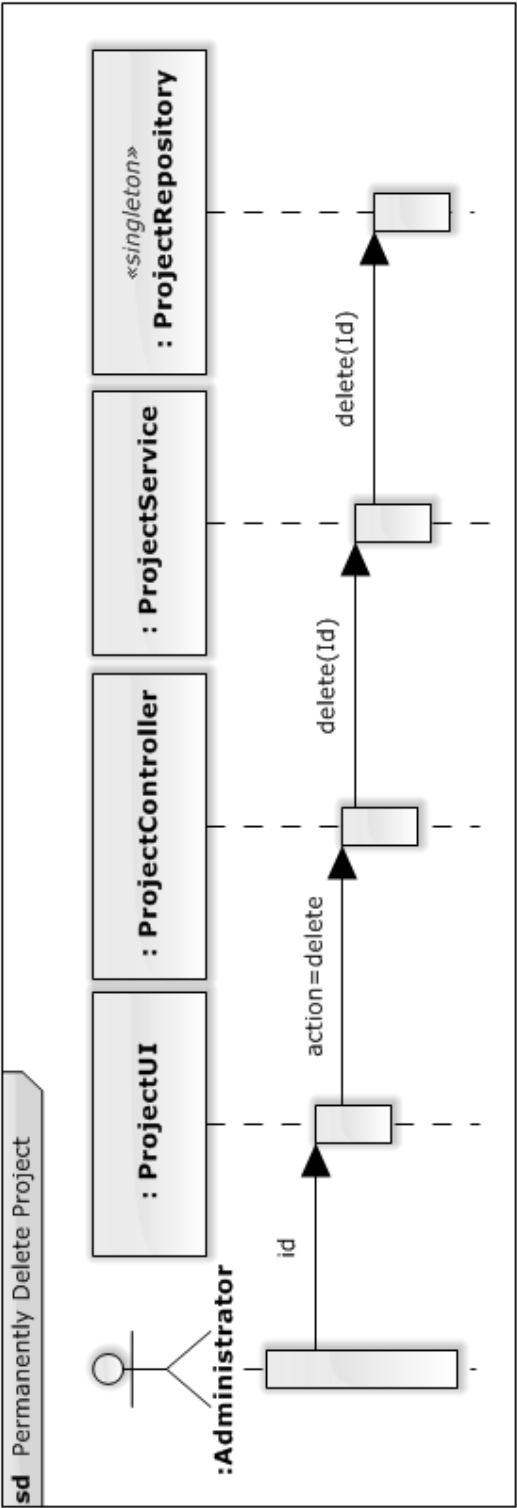 sd Permanently Delete Project
:Administrator
: ProjectUI
: ProjectController
: ProjectService
«singleton»
: ProjectRepository
id
action=delete
delete(Id)
delete(Id)